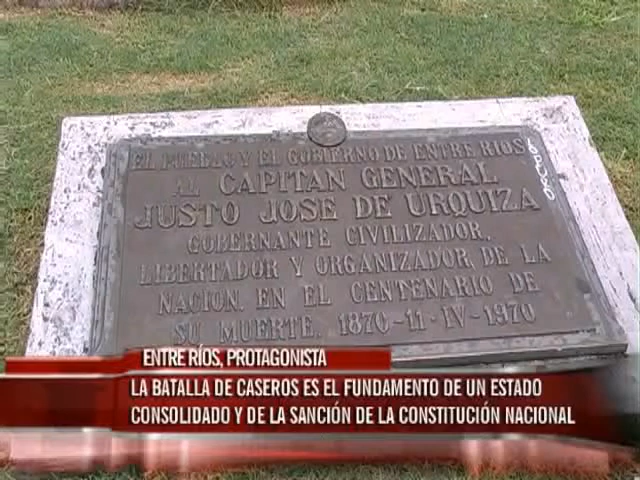 EL PUEBLO Y EL GOBIERNO DE ENTRE RIOS
AL CAPITAN GENERAL
JUSTO JOSE DE URQUIZA
GOBERNANTE CIVILIZADOR,
LIBERTADOR Y ORGANIZADOR DE LA
NACION. EN EL CENTENARIO DE
SU MUERTE. 1870-11-IV-1970
ENTRE RÍOS, PROTAGONISTA
LA BATALLA DE CASEROS ES EL FUNDAMENTO DE UN ESTADO
CONSOLIDADO Y DE LA SANCIÓN DE LA CONSTITUCIÓN NACIONAL